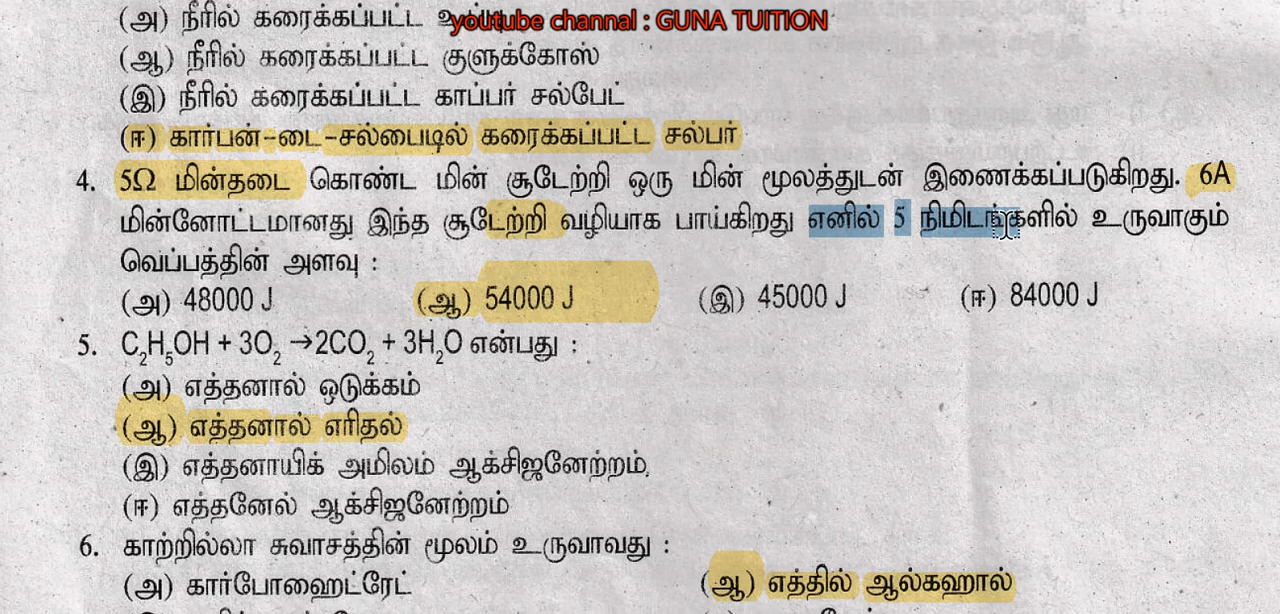 youtube channal : GUNA TUITION
(அ) நீரில் கரைக்கப்பட்ட
(ஆ) நீரில் கரைக்கப்பட்ட குளுக்கோஸ்
(இ) நீரில் கரைக்கப்பட்ட காப்பர் சல்பேட்
(ஈ) கார்பன்-டை-சல்பைடில் கரைக்கப்பட்ட சல்பர்
4. 5Ω மின்தடை கொண்ட மின் சூடேற்றி ஒரு மின் மூலத்துடன் இணைக்கப்படுகிறது. 6A
மின்னோட்டமானது இந்த சூடேற்றி வழியாக பாய்கிறது எனில் 5 நிமிடங்களில் உருவாகும்
வெப்பத்தின் அளவு :
(அ) 48000 J (ஆ) 54000 J (இ) 45000 J (ஈ) 84000 J
5. C₂H₅OH + 3O₂ →2CO₂ + 3H₂O என்பது :
(அ) எத்தனால் ஒடுக்கம்
(ஆ) எத்தனால் எரிதல்
(இ) எத்தனாயிக் அமிலம் ஆக்சிஜனேற்றம்
(ஈ) எத்தனேல் ஆக்சிஜனேற்றம்
6. காற்றில்லா சுவாசத்தின் மூலம் உருவாவது :
(அ) கார்போஹைட்ரேட் (ஆ) எத்தில் ஆல்கஹால்